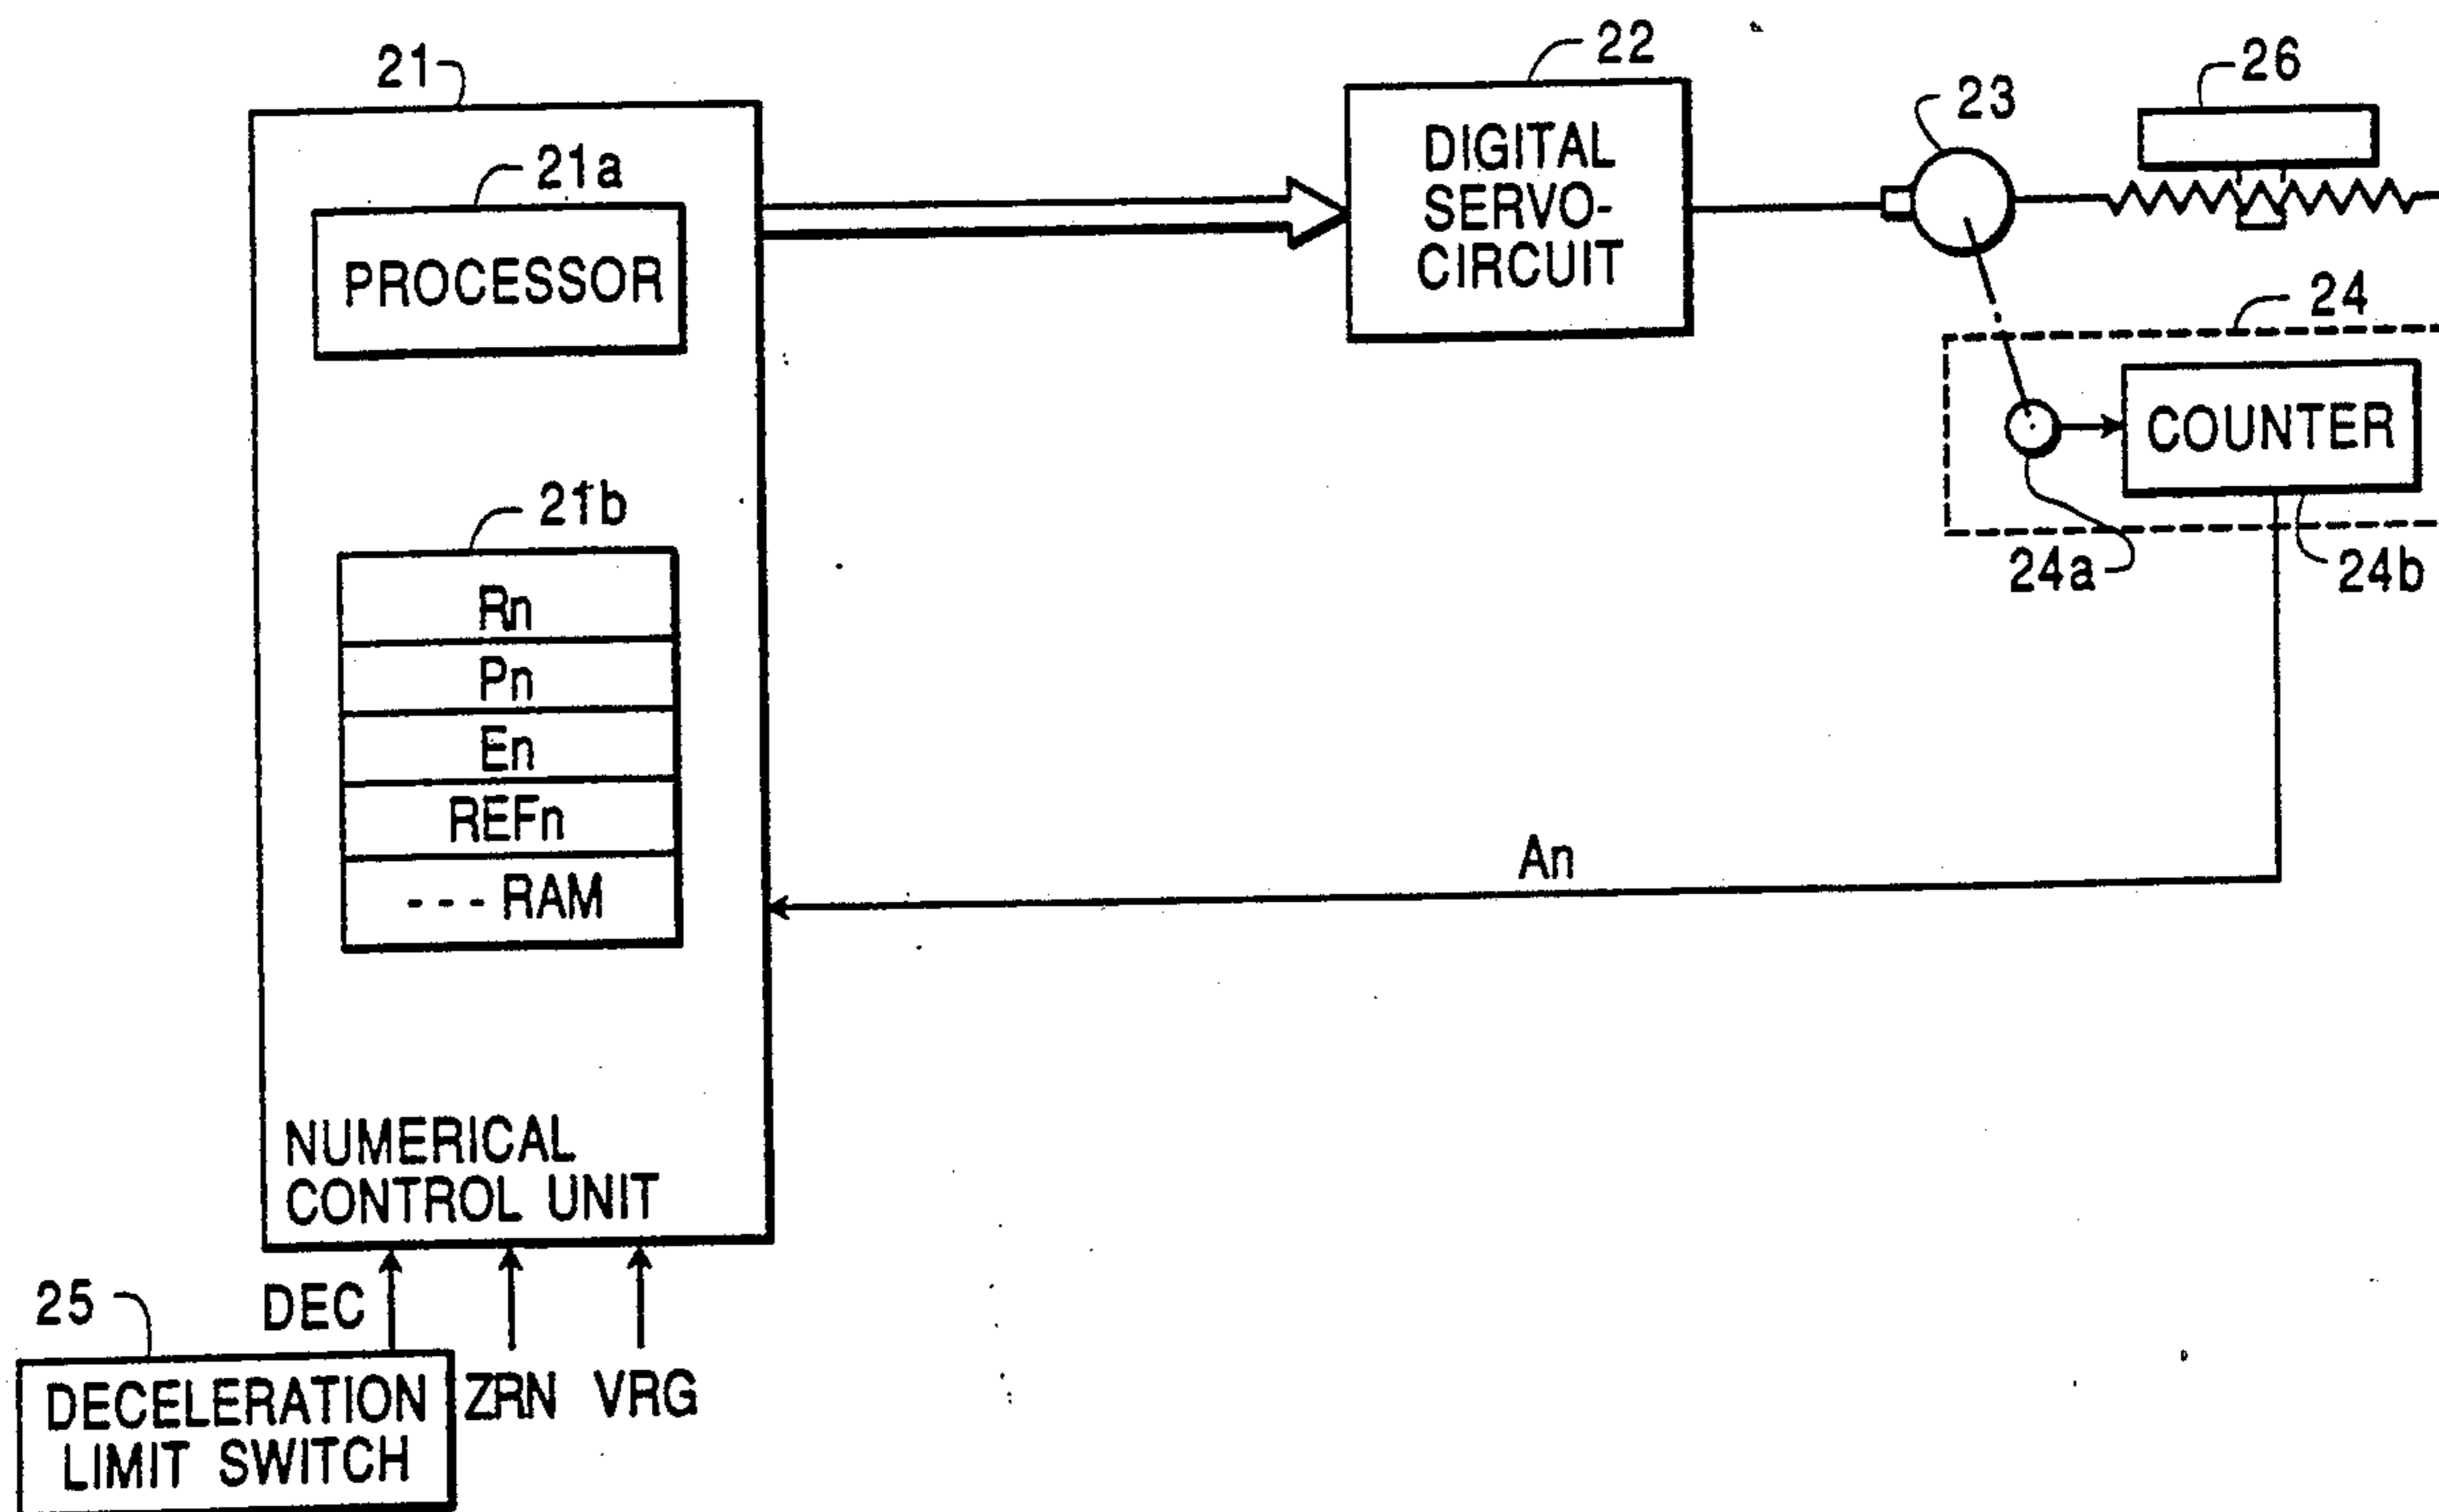 21
21a
PROCESSOR
21b
Rn
Pn
En
REFn
--- RAM
NUMERICAL
CONTROL UNIT
22
DIGITAL
SERVO-
CIRCUIT
23
26
24
COUNTER
24a
24b
An
25
DEC
ZRN
VRG
DECELERATION
LIMIT SWITCH